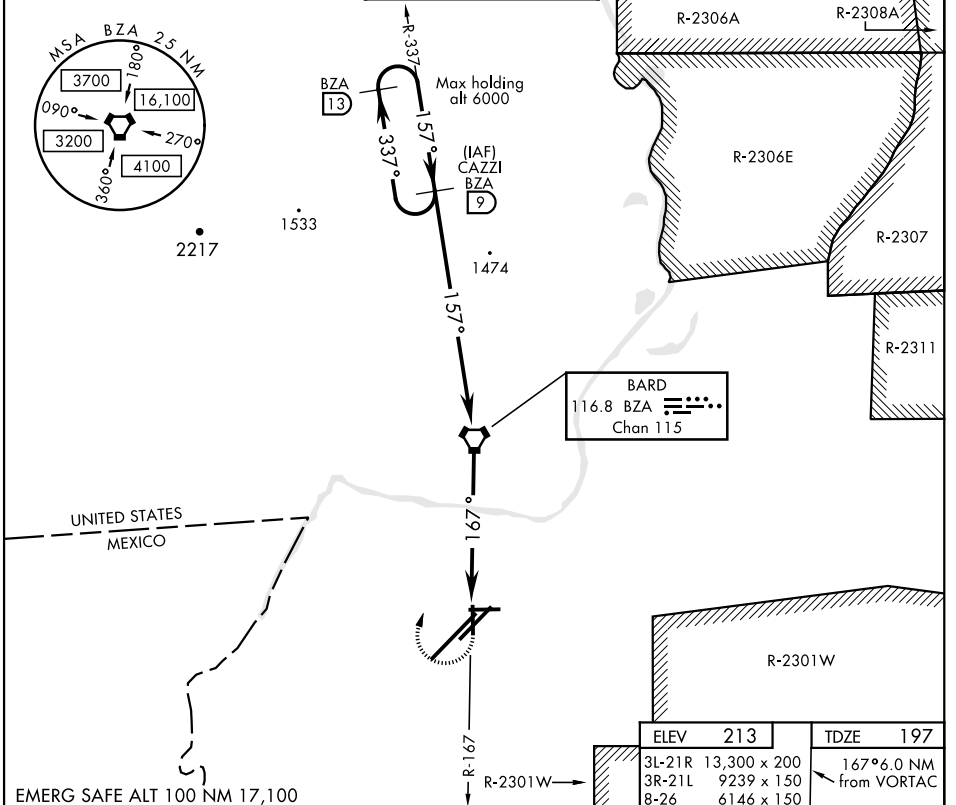 R-2306A
R-2308A
MSA BZA 25 NM
180°
3700
16,100
090°
270°
3200
4100
360°
R-337
BZA
13
Max holding
alt 6000
157°
337°
(IAF)
CAZZI
BZA
9
R-2306E
1533
2217
1474
R-2307
157°
R-2311
BARD
116.8 BZA
Chan 115
167°
UNITED STATES
MEXICO
R-2301W
R-167
R-2301W
ELEV 213
TDZE 197
3L-21R 13,300 x 200
3R-21L 9239 x 150
8-26 6146 x 150
167° 6.0 NM
from VORTAC
EMERG SAFE ALT 100 NM 17,100